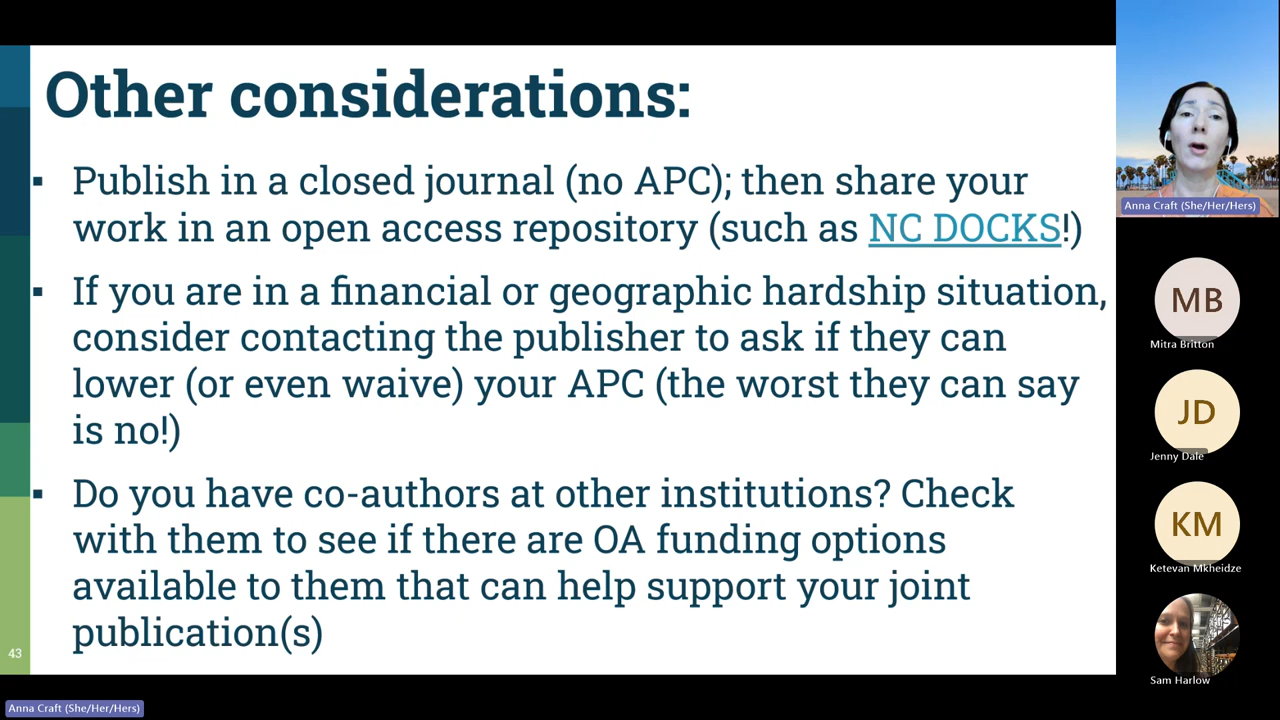 Other considerations:
▪ Publish in a closed journal (no APC); then share your
work in an open access repository (such as NC DOCKS!)
▪ If you are in a financial or geographic hardship situation,
consider contacting the publisher to ask if they can
lower (or even waive) your APC (the worst they can say
is no!)
▪ Do you have co-authors at other institutions? Check
with them to see if there are OA funding options
available to them that can help support your joint
publication(s)
43
Anna Craft (She/Her/Hers)
MB
Mitra Britton
JD
Jenny Dale
KM
Ketevan Mkheidze
Sam Harlow
Anna Craft (She/Her/Hers)